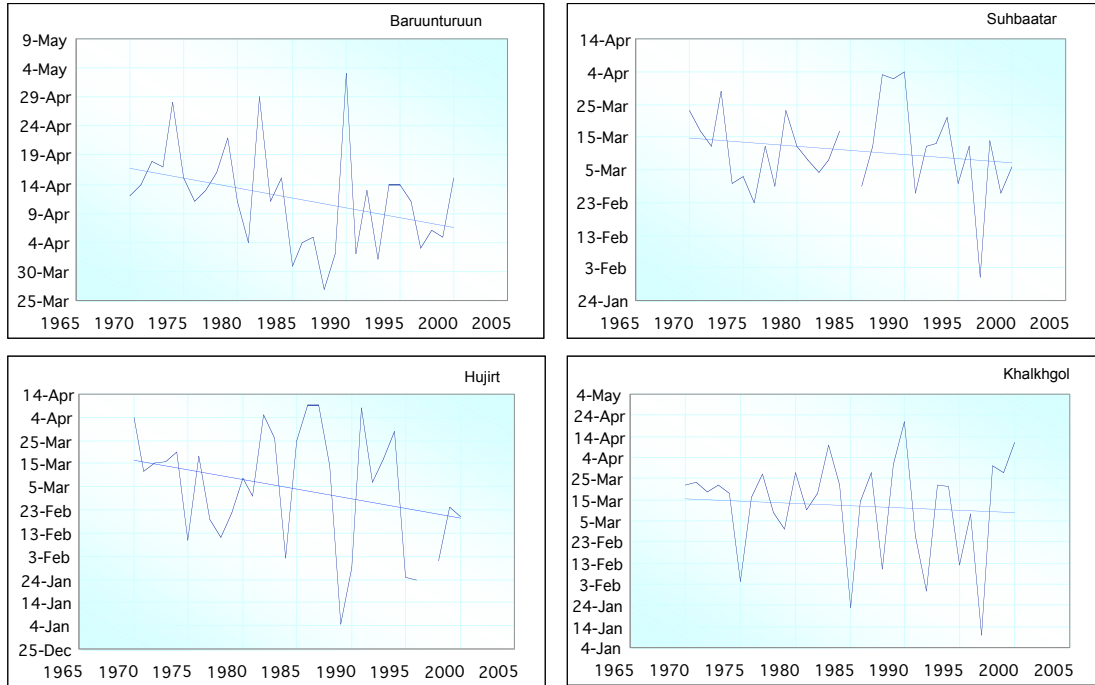 Baruunturuun
9-May
4-May
29-Apr
24-Apr
19-Apr
14-Apr
9-Apr
4-Apr
30-Mar
25-Mar
1965 1970 1975 1980 1985 1990 1995 2000 2005
Suhbaatar
14-Apr
4-Apr
25-Mar
15-Mar
5-Mar
23-Feb
13-Feb
3-Feb
24-Jan
1965 1970 1975 1980 1985 1990 1995 2000 2005
Hujirt
14-Apr
4-Apr
25-Mar
15-Mar
5-Mar
23-Feb
13-Feb
3-Feb
24-Jan
14-Jan
4-Jan
25-Dec
1965 1970 1975 1980 1985 1990 1995 2000 2005
Khalkhgol
4-May
24-Apr
14-Apr
4-Apr
25-Mar
15-Mar
5-Mar
23-Feb
13-Feb
3-Feb
24-Jan
14-Jan
4-Jan
1965 1970 1975 1980 1985 1990 1995 2000 2005